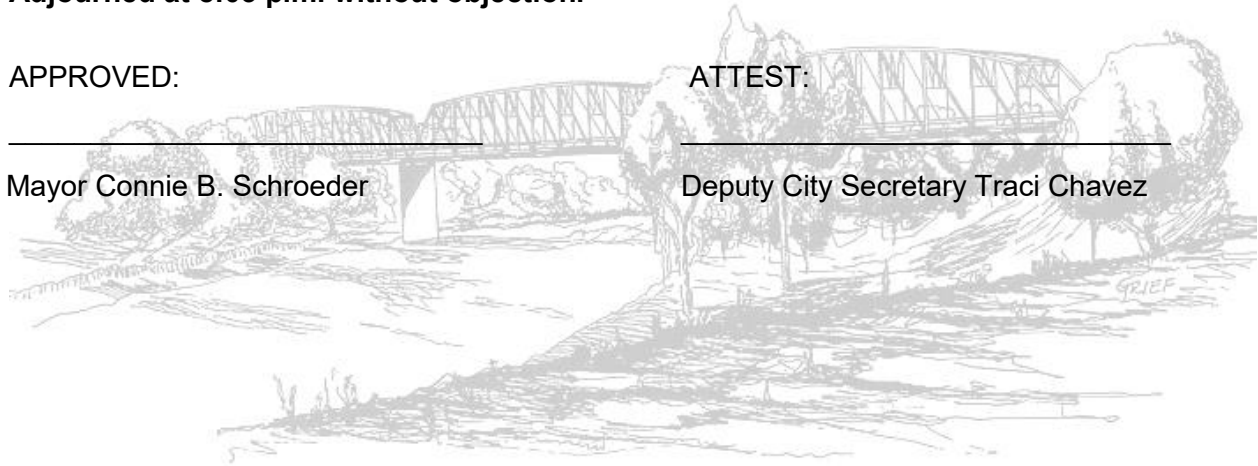 Adjourned at p.m. without objection.
APPROVED: ATTEST:
Mayor Connie B. Schroeder Deputy City Secretary Traci Chavez
GRIEF